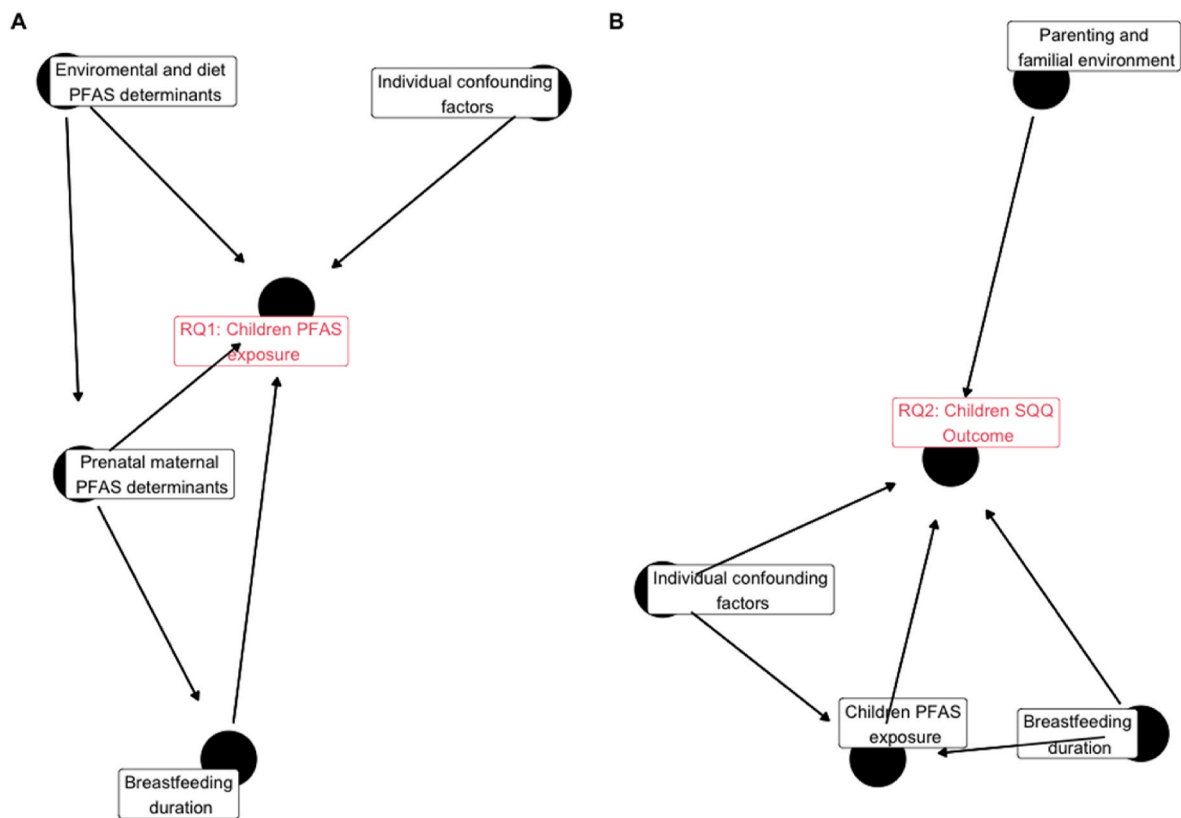 A
Enviromental and diet
PFAS determinants
Individual confounding
factors
RQ1: Children PFAS
exposure
Prenatal maternal
PFAS determinants
Breastfeeding
duration
B
Parenting and
familial environment
RQ2: Children SQQ
Outcome
Individual confounding
factors
Children PFAS
exposure
Breastfeeding
duration